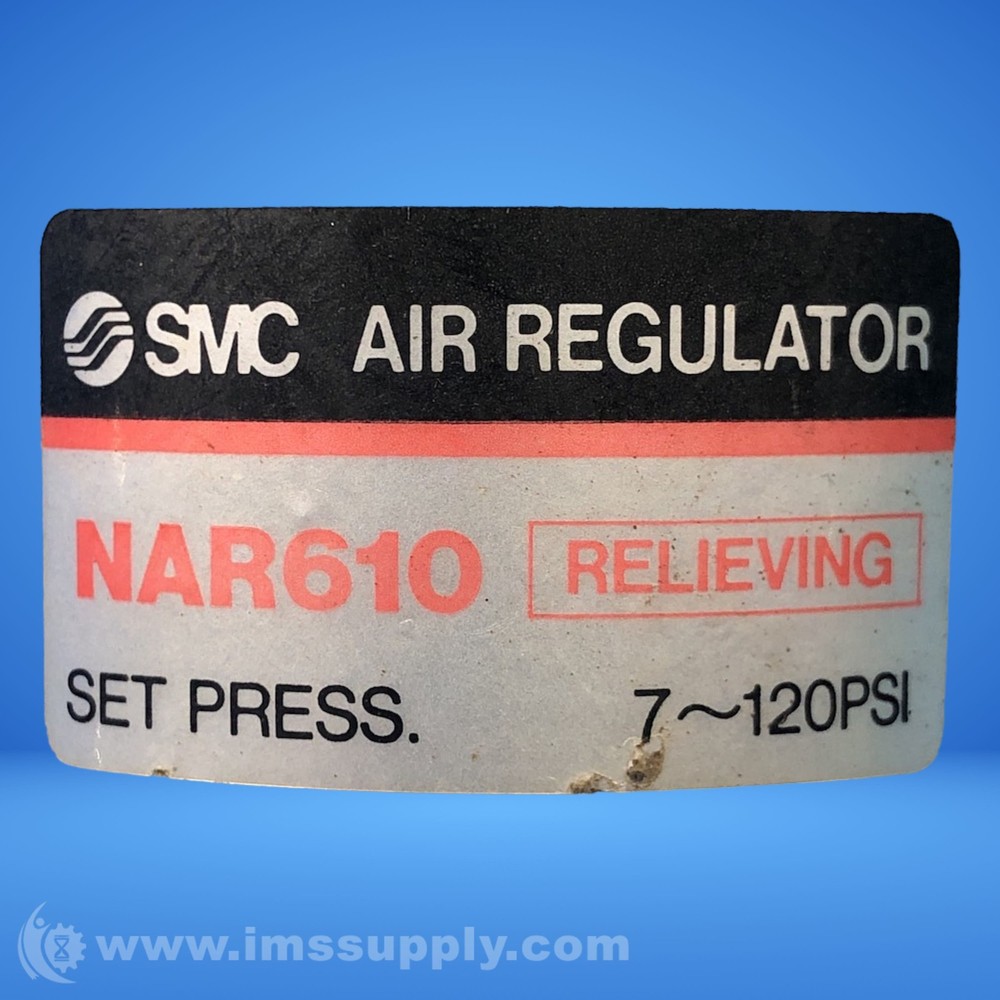 SMC AIR REGULATOR
NAR610 RELIEVING
SET PRESS. 7~120PSI
www.imssupply.com